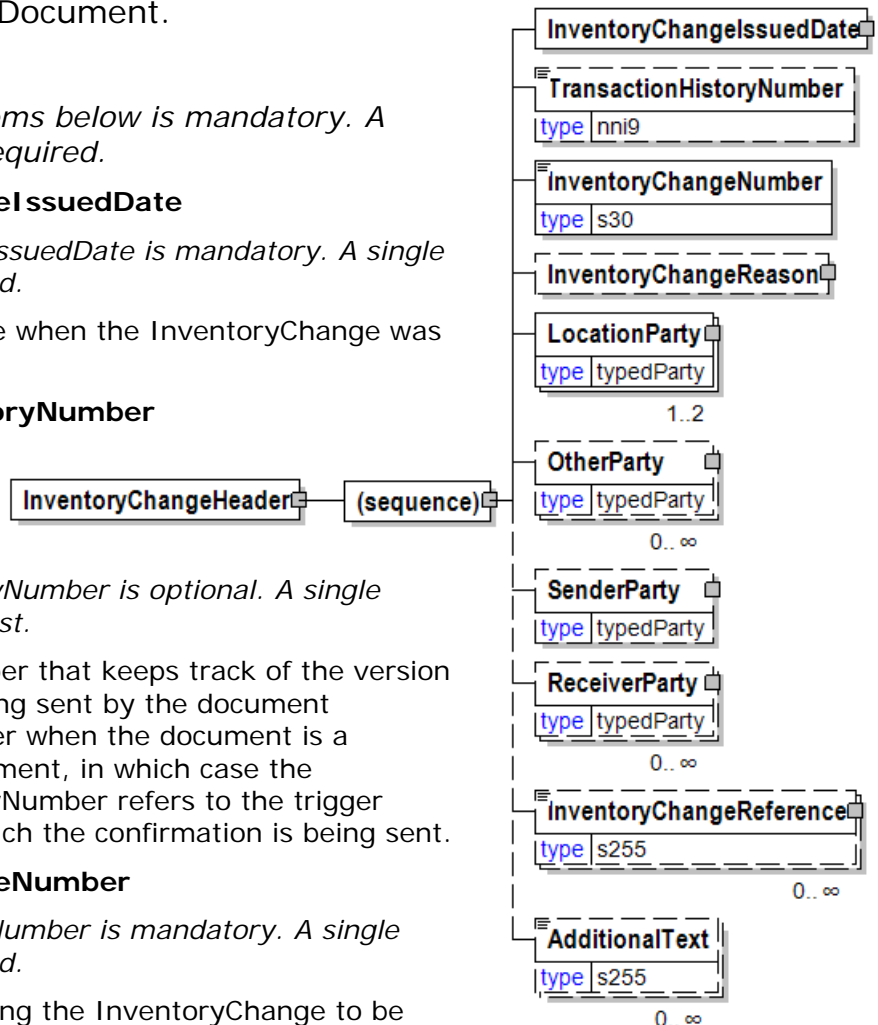 Document.
ms below is mandatory. A
equired.
eIssuedDate
ssuedDate is mandatory. A single
d.
e when the InventoryChange was
oryNumber
yNumber is optional. A single
st.
ber that keeps track of the version
ng sent by the document
er when the document is a
ment, in which case the
rNumber refers to the trigger
ch the confirmation is being sent.
eNumber
Number is mandatory. A single
d.
ng the InventoryChange to be
InventoryChangeHeader
(sequence)
InventoryChangeIssuedDate
TransactionHistoryNumber
type nni9
InventoryChangeNumber
type s30
InventoryChangeReason
LocationParty
type typedParty
1..2
OtherParty
type typedParty
0.. ∞
SenderParty
type typedParty
ReceiverParty
type typedParty
0.. ∞
InventoryChangeReference
type s255
0.. ∞
AdditionalText
type s255
0.. ∞